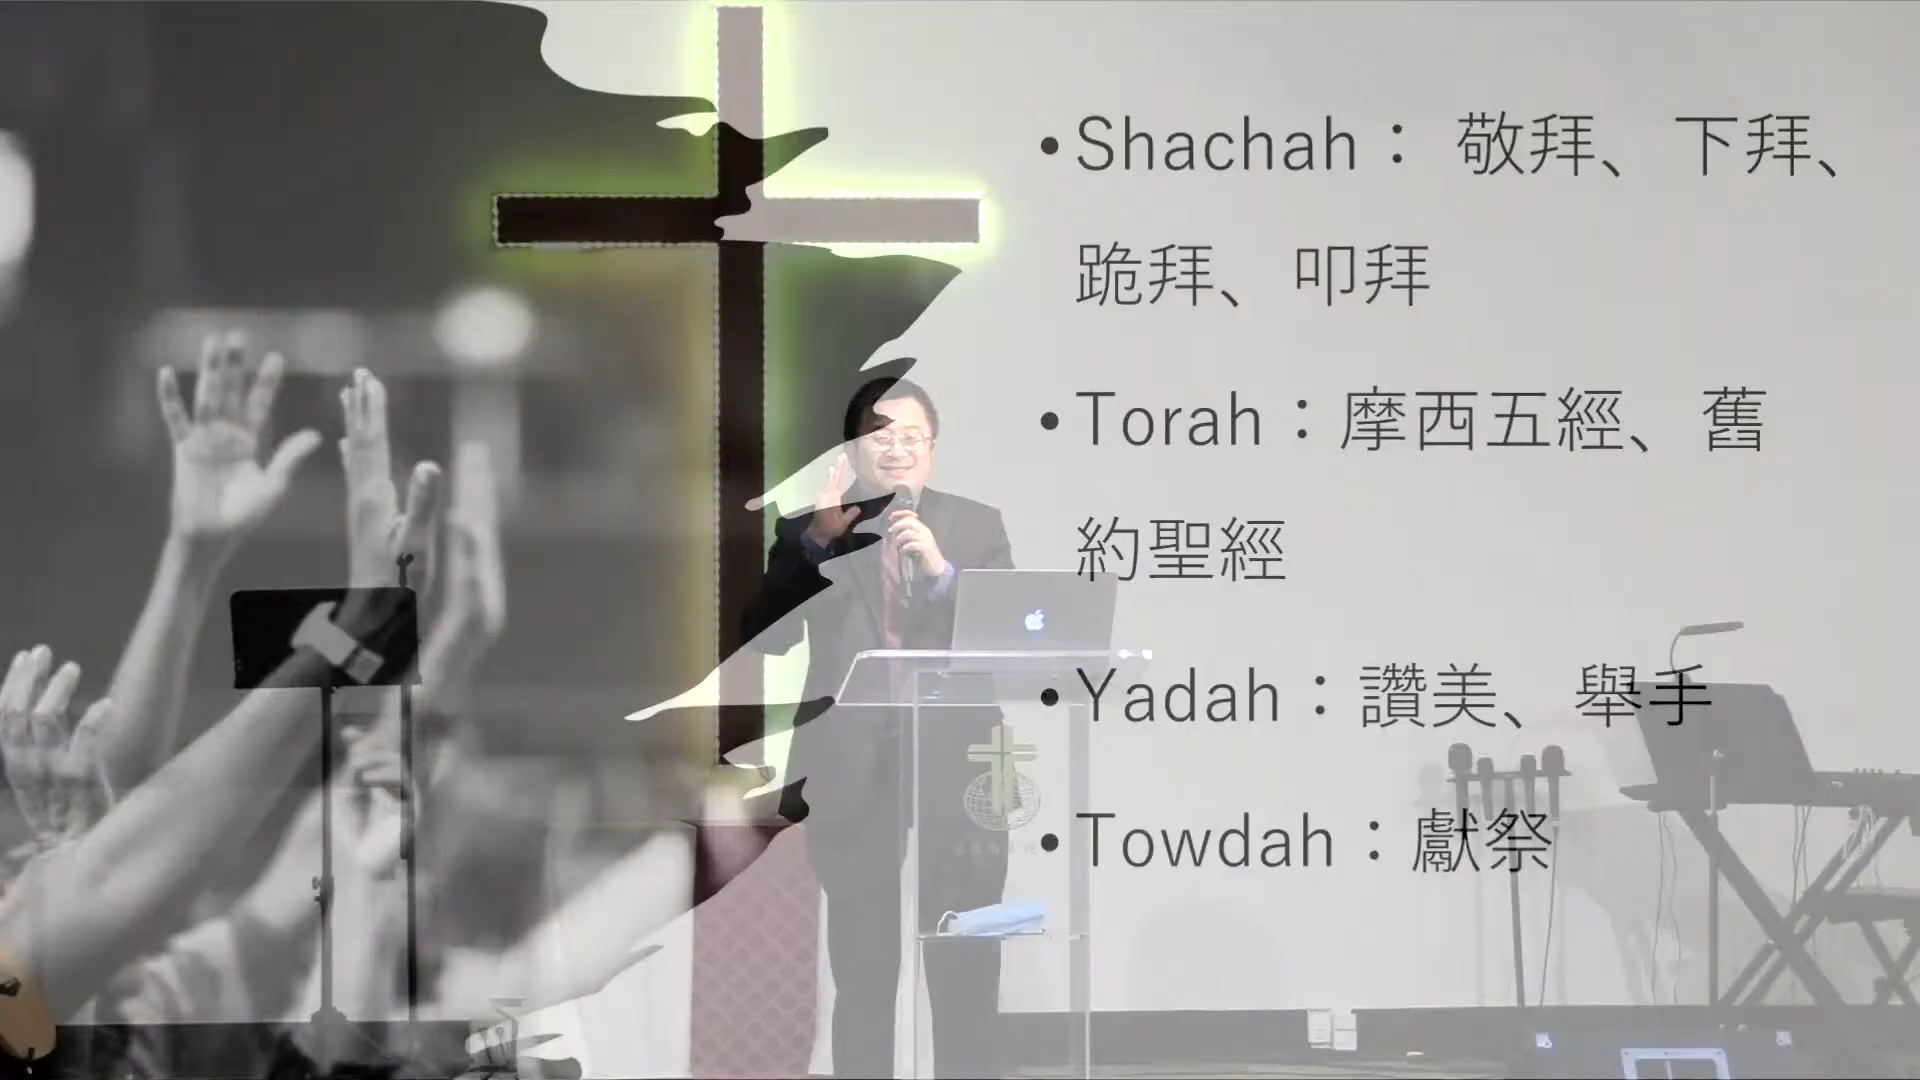 •Shachah： 敬拜、下拜、
跪拜、叩拜
•Torah：摩西五經、舊
約聖經
•Yadah：讚美、舉手
•Towdah：獻祭